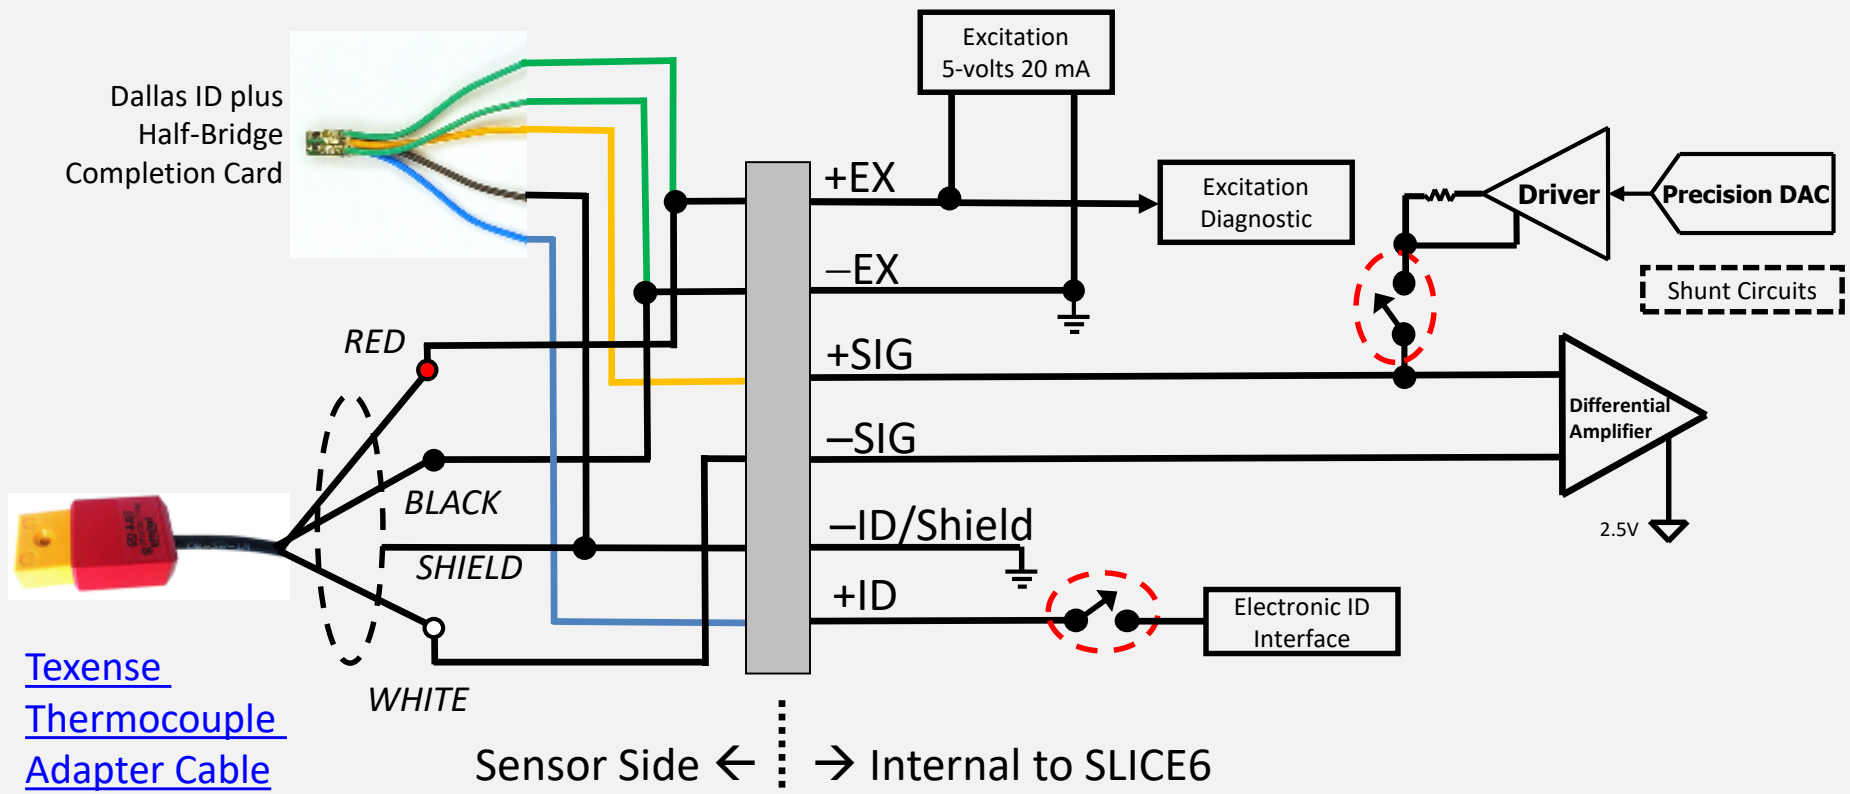 Excitation
5-volts 20 mA
Dallas ID plus
Half-Bridge
Completion Card
+EX
Excitation
Diagnostic
Driver
Precision DAC
–EX
Shunt Circuits
RED
+SIG
Differential
Amplifier
–SIG
BLACK
–ID/Shield
2.5V
SHIELD
+ID
Electronic ID
Interface
Texense
Thermocouple
Adapter Cable
WHITE
Sensor Side ← → Internal to SLICE6